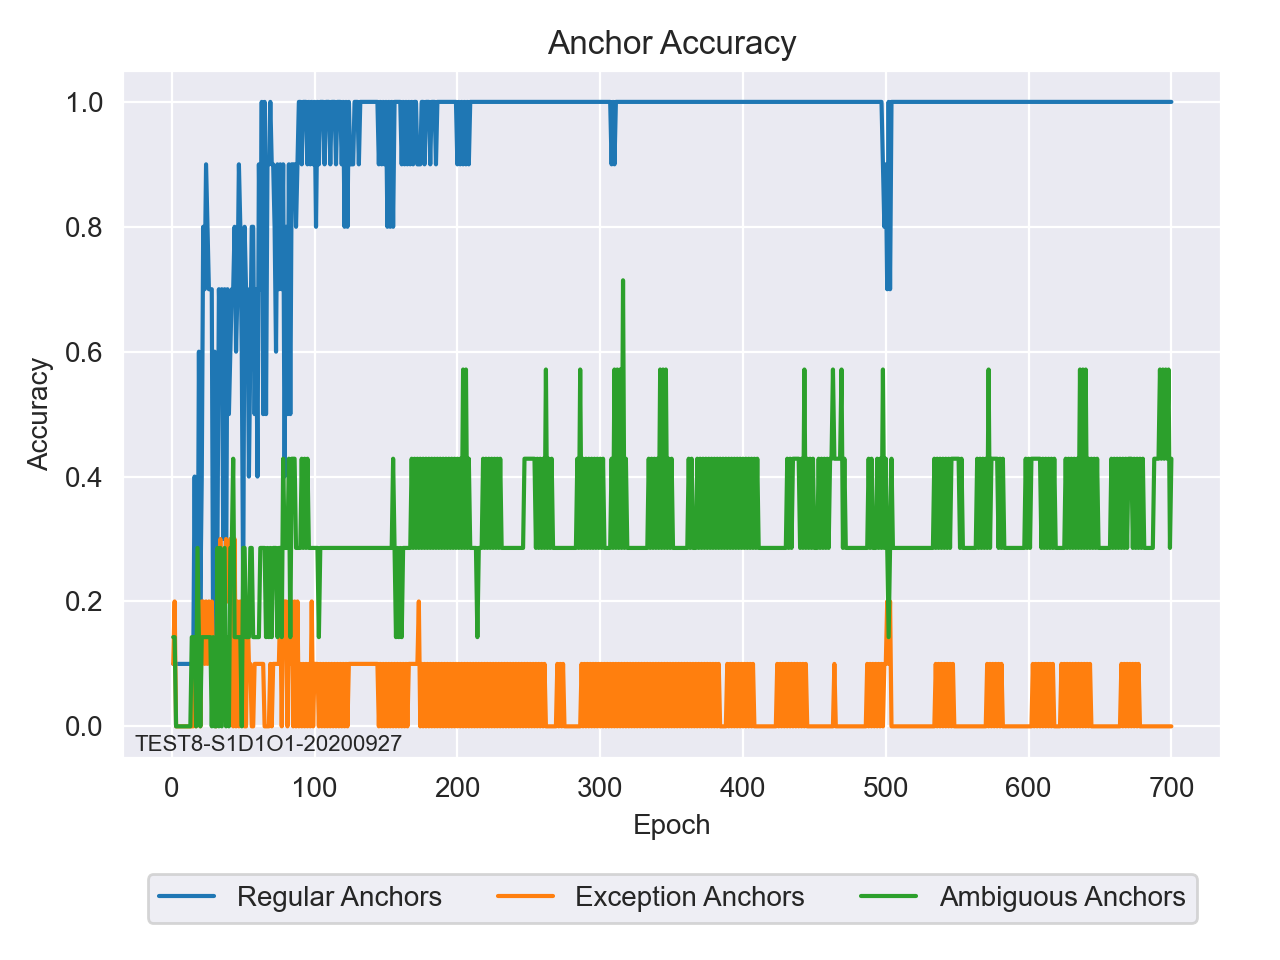 Anchor Accuracy
1.0
0.8
0.6
0.4
0.2
0.0
Accuracy
TEST8-S1D1O1-20200927
0 100 200 300 400 500 600 700
Epoch
Regular Anchors Exception Anchors Ambiguous Anchors